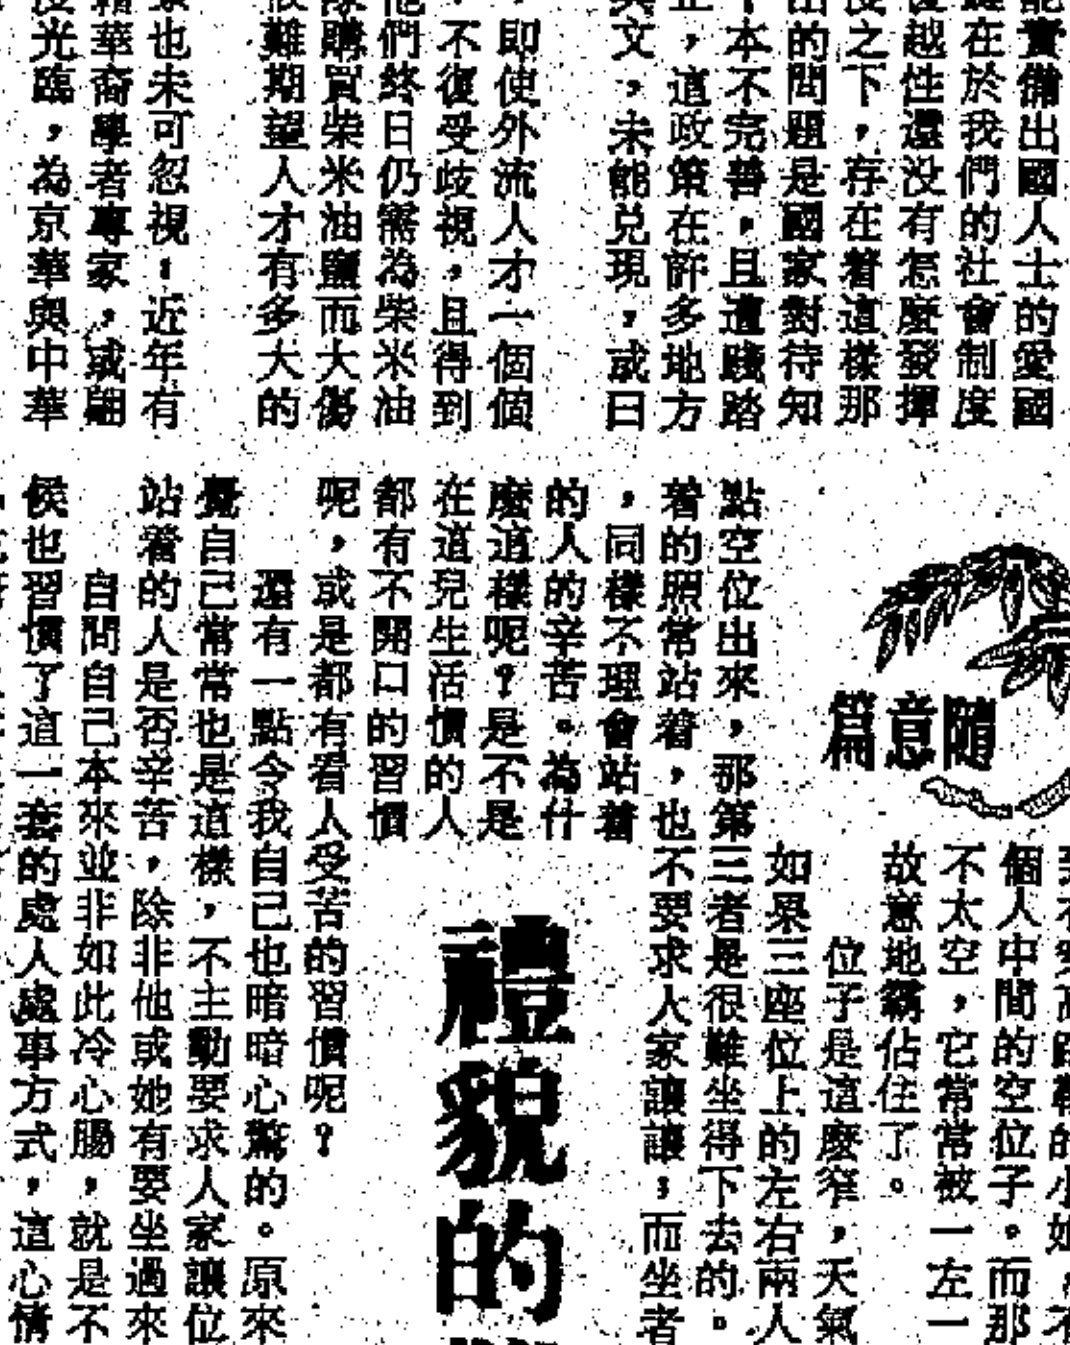 責備出國人士的愛國
在於我們的社會制度
越性還没有怎麼發揮
之下，存在着這樣那
的問題是國家對待知
本不完善，且遭踐踏
，這政策在許多地方
文，未能兑現，或曰
，即使外流人才一個個
不復受歧視，且得到
們終日仍需為柴米油
購買柴米油鹽而大傷
難期望人才有多大的
也未可忽視；近年有
華裔學者專家，或翩
光臨，為京華與中華
隨意篇
個人中間的空位子。而那
不太空，它常常被一左一
故意地霸佔住了。
位子是這麼窄，天氣
如果三座位上的左右兩人
點空位出來，那第三者是很難坐得下去的。
着的照常站着，也不要求人家讓讓；而坐者
，同樣不理會站着
的人的辛苦。為什
麼這樣呢？是不是
在這兒生活慣的人
都有不開口的習慣
呢，或是都有看人受苦的習慣呢？
禮貌的
還有一點令我自己也暗暗心驚的。原來
覺自己常常也是這樣，不主動要求人家讓位
站着的人是否辛苦，除非他或她有要坐過來
自問自己本來並非如此冷心腸，就是不
候也習慣了這一套的處人處事方式，這心情